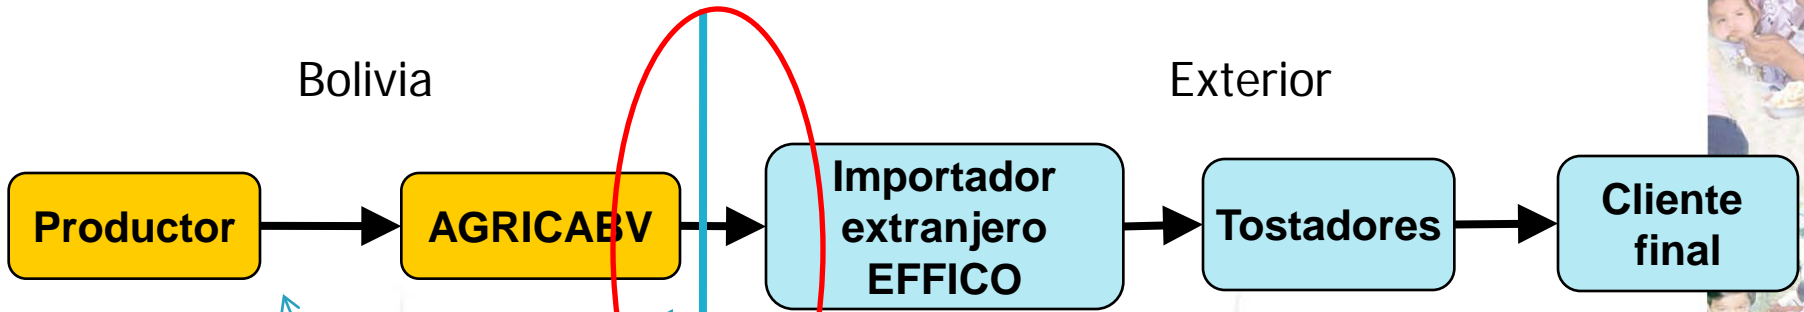 Bolivia
Exterior
Productor
AGRICABV
Importador
extranjero
EFFICO
Tostadores
Cliente
final